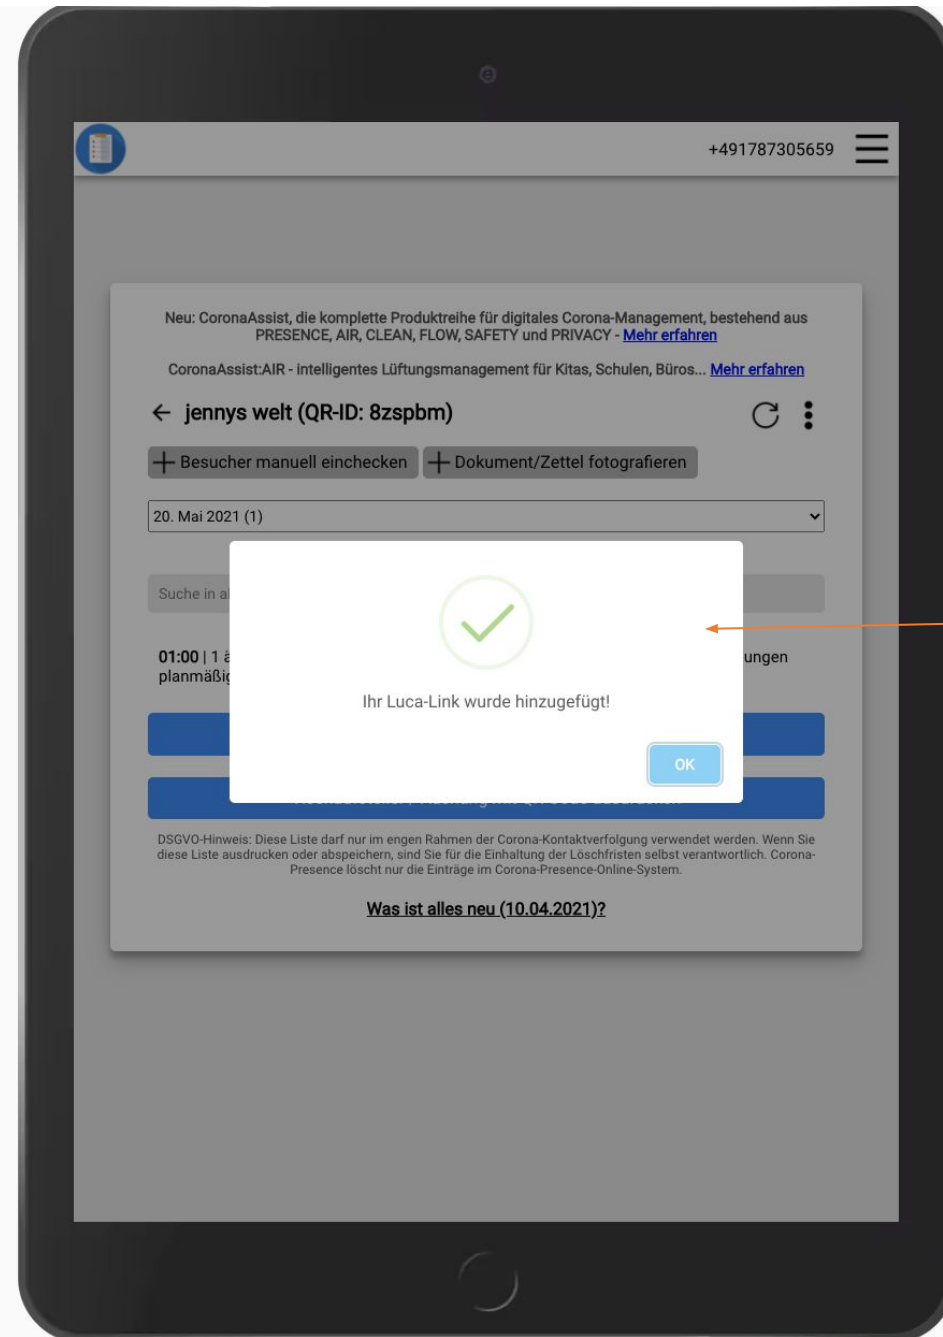 +491787305659
Neu: CoronaAssist, die komplette Produktreihe für digitales Corona-Management, bestehend aus
PRESENCE, AIR, CLEAN, FLOW, SAFETY und PRIVACY - Mehr erfahren
CoronaAssist:AIR - intelligentes Lüftungsmanagement für Kitas, Schulen, Büros... Mehr erfahren
jennys welt (QR-ID: 8zspbm)
Besucher manuell einchecken
Dokument/Zettel fotografieren
20. Mai 2021 (1)
Suche in
01:00 | 1
ungen
Ihr Luca-Link wurde hinzugefügt!
OK
DSGVO-Hinweis: Diese Liste darf nur im engen Rahmen der Corona-Kontaktverfolgung verwendet werden. Wenn Sie
diese Liste ausdrucken oder abspeichern, sind Sie für die Einhaltung der Löschfristen selbst verantwortlich. Corona-
Presence löscht nur die Einträge im Corona-Presence-Online-System.
Was ist alles neu (10.04.2021)?